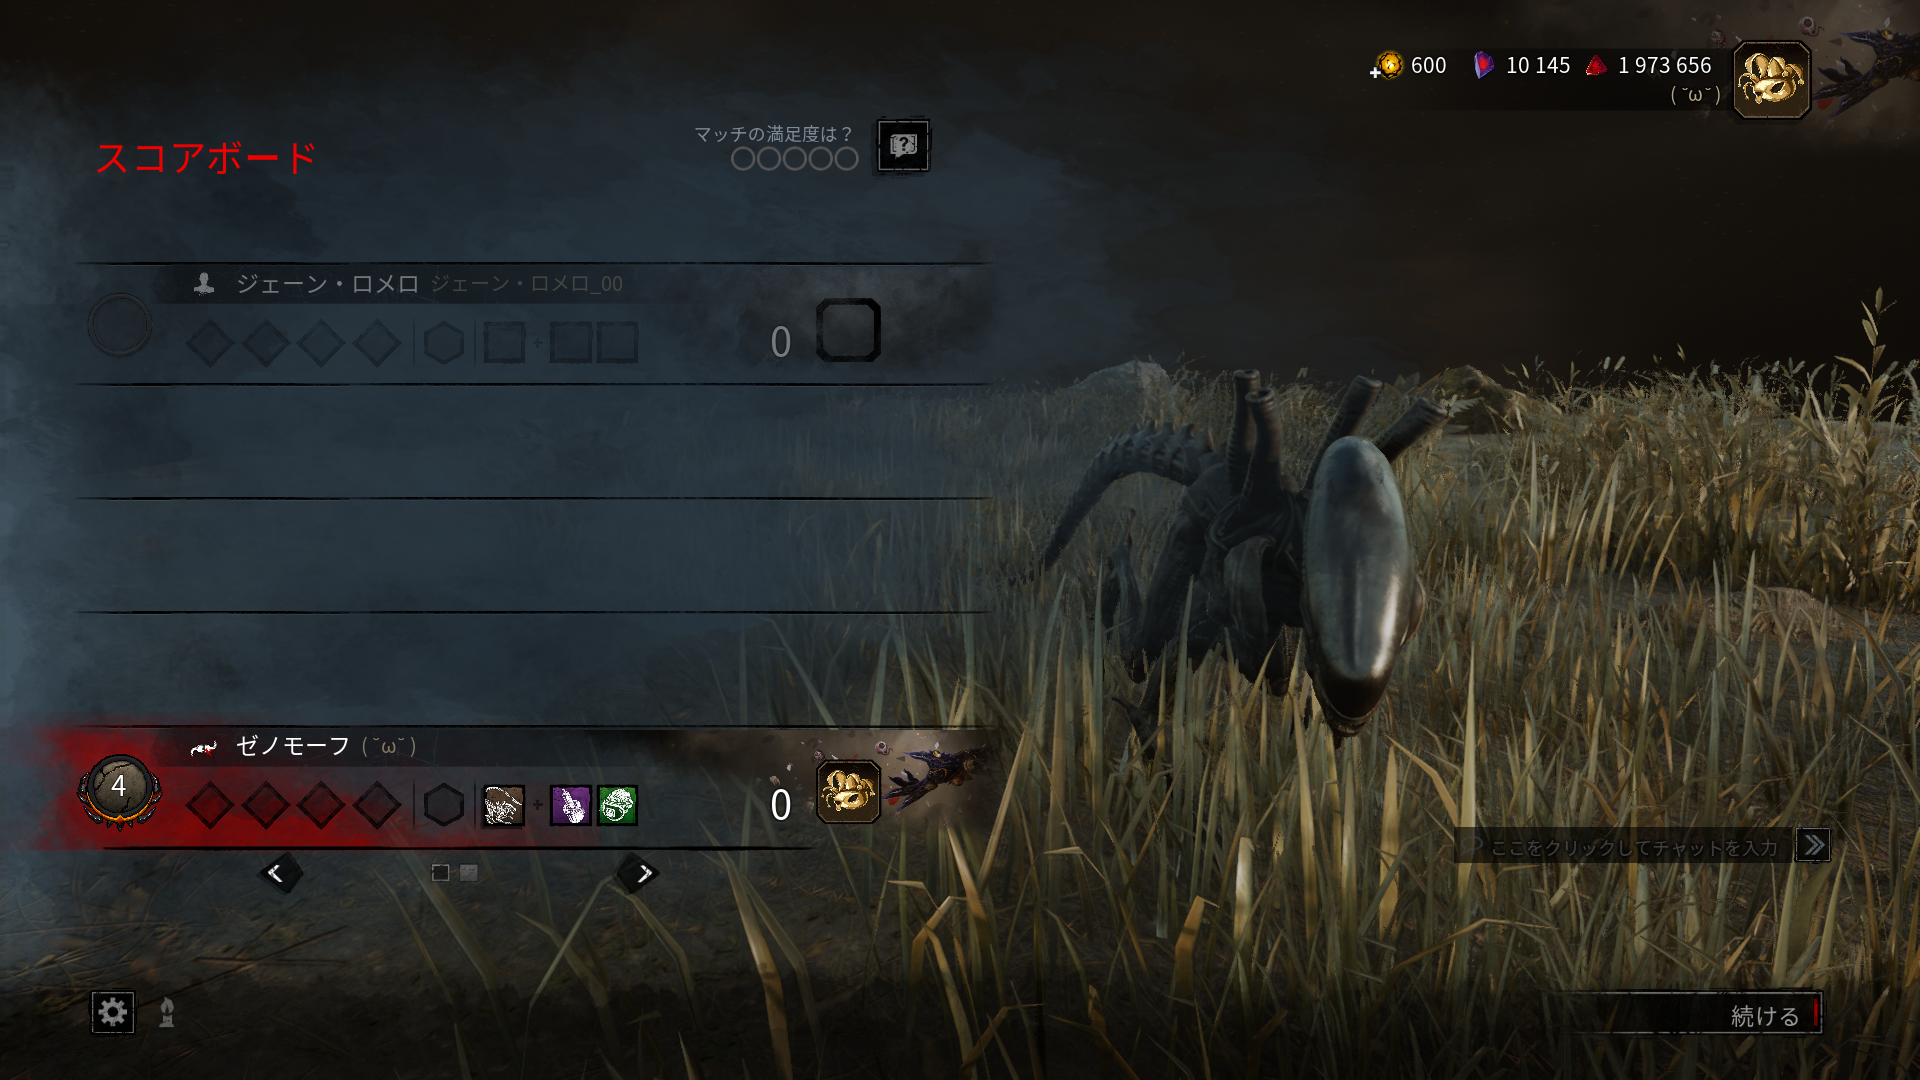 600 10 145 1 973 656
( ˘ω˘ )
マッチの満足度は？
スコアボード
ジェーン・ロメロ ジェーン・ロメロ_00
0
ゼノモーフ ( ˘ω˘ )
4
0
ここをクリックしてチャットを入力
続ける